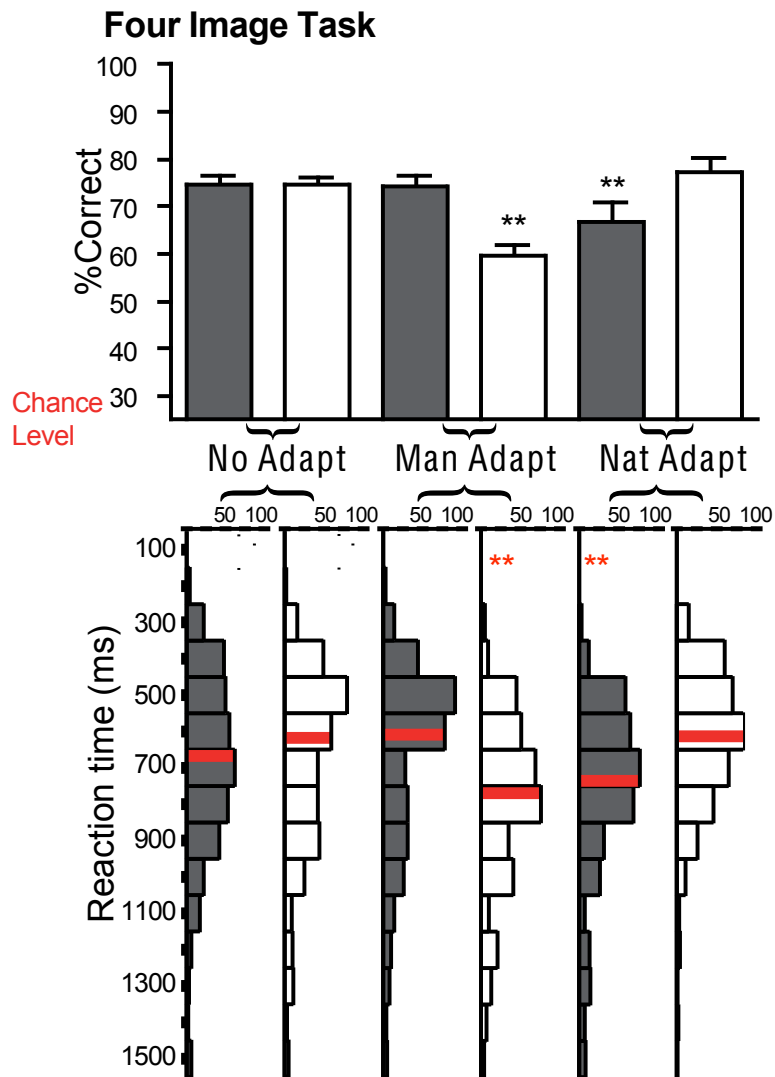 Four Image Task
100
90
80
70
60
50
40
30
%Correct
**
**
Chance
Level
No Adapt
Man Adapt
Nat Adapt
50 100 50 100 50 100 50 100 50 100 50 100
**
**
100
300
500
700
900
1100
1300
1500
Reaction time (ms)